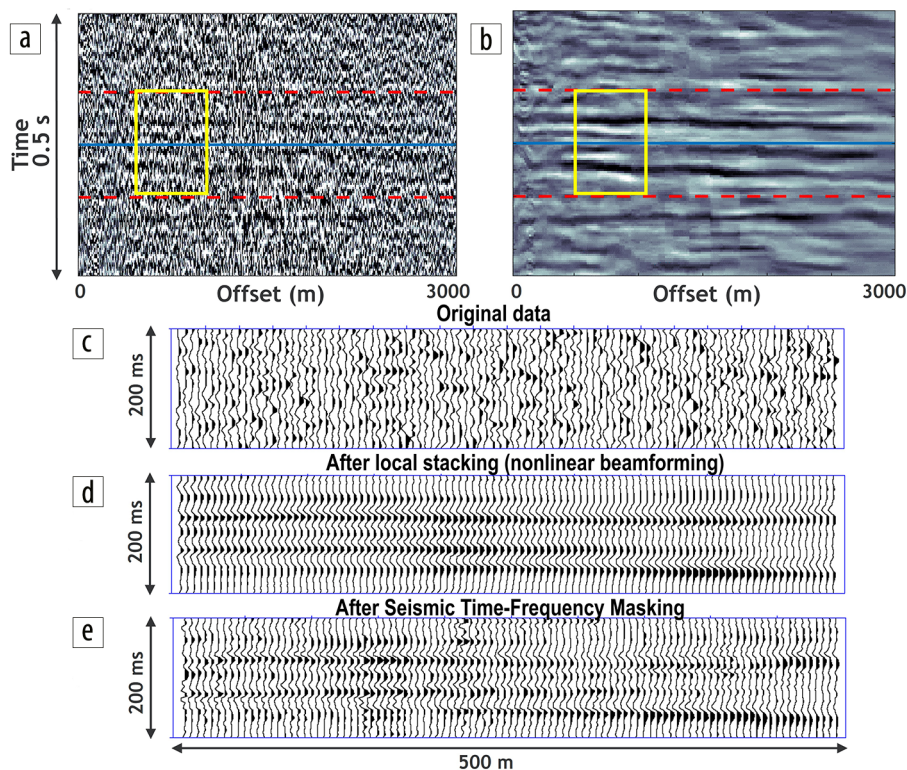 a
b
Time
0.5 s
0
Offset (m)
3000
0
Offset (m)
3000
Original data
c
200 ms
After local stacking (nonlinear beamforming)
d
200 ms
After Seismic Time-Frequency Masking
e
200 ms
500 m